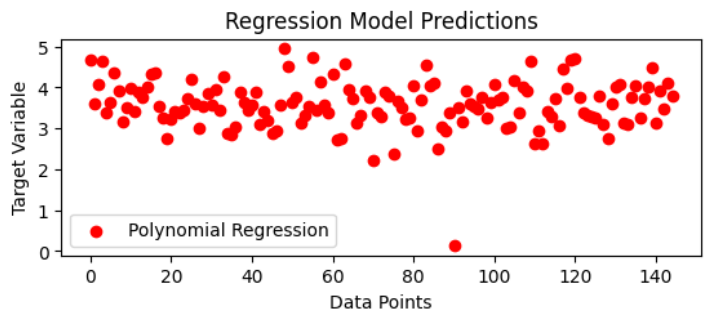 Regression Model Predictions
5
4
3
2
1
0
Target Variable
Polynomial Regression
0 20 40 60 80 100 120 140
Data Points